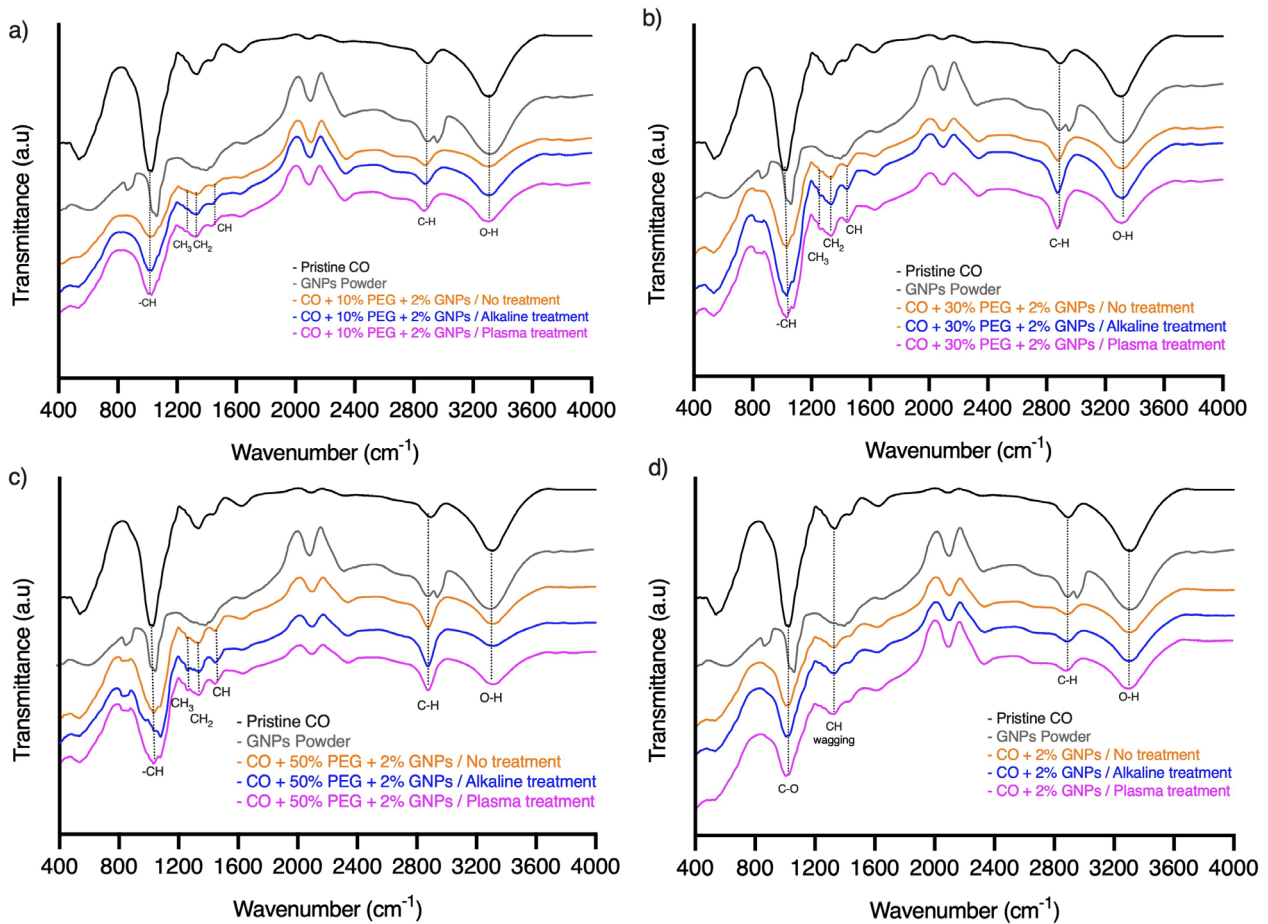 a)
Transmittance (a.u)
CH3 CH2 CH
-CH
C-H
O-H
- Pristine CO
- GNPs Powder
- CO + 10% PEG + 2% GNPs / No treatment
- CO + 10% PEG + 2% GNPs / Alkaline treatment
- CO + 10% PEG + 2% GNPs / Plasma treatment
400 800 1200 1600 2000 2400 2800 3200 3600 4000
Wavenumber (cm-1)
b)
Transmittance (a.u)
CH3
CH2
CH
-CH
C-H
O-H
- Pristine CO
- GNPs Powder
- CO + 30% PEG + 2% GNPs / No treatment
- CO + 30% PEG + 2% GNPs / Alkaline treatment
- CO + 30% PEG + 2% GNPs / Plasma treatment
400 800 1200 1600 2000 2400 2800 3200 3600 4000
Wavenumber (cm-1)
c)
Transmittance (a.u)
CH3
CH2
CH
-CH
C-H
O-H
- Pristine CO
- GNPs Powder
- CO + 50% PEG + 2% GNPs / No treatment
- CO + 50% PEG + 2% GNPs / Alkaline treatment
- CO + 50% PEG + 2% GNPs / Plasma treatment
400 800 1200 1600 2000 2400 2800 3200 3600 4000
Wavenumber (cm-1)
d)
Transmittance (a.u)
CH
wagging
C-O
C-H
O-H
- Pristine CO
- GNPs Powder
- CO + 2% GNPs / No treatment
- CO + 2% GNPs / Alkaline treatment
- CO + 2% GNPs / Plasma treatment
400 800 1200 1600 2000 2400 2800 3200 3600 4000
Wavenumber (cm-1)